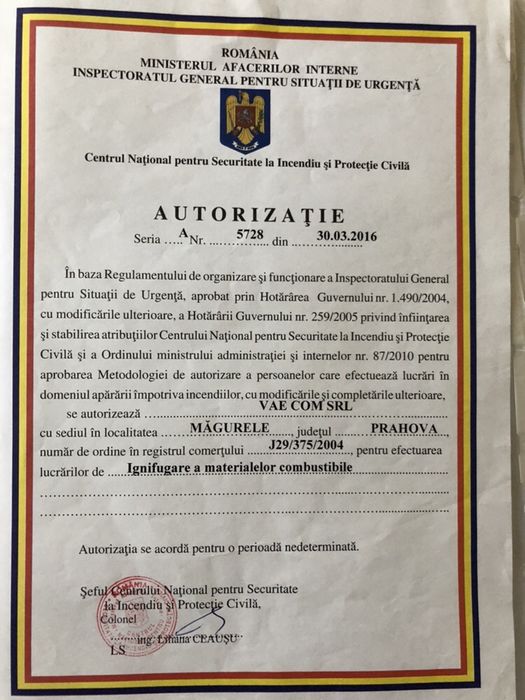 ROMÂNIA
MINISTERUL AFACERILOR INTERNE
INSPECTORATUL GENERAL PENTRU SITUAŢII DE URGENŢĂ
Centrul Naţional pentru Securitate la Incendiu şi Protecţie Civilă
AUTORIZAŢIE
Seria .....A Nr. ....5728........ din ......30.03.2016
În baza Regulamentului de organizare şi funcţionare a Inspectoratului General
pentru Situaţii de Urgenţă, aprobat prin Hotărârea Guvernului nr. 1.490/2004,
cu modificările ulterioare, a Hotărârii Guvernului nr. 259/2005 privind înfiinţarea
şi stabilirea atribuţiilor Centrului Naţional pentru Securitate la Incendiu şi Protecţie
Civilă şi a Ordinului ministrului administraţiei şi internelor nr. 87/2010 pentru
aprobarea Metodologiei de autorizare a persoanelor care efectuează lucrări în
domeniul apărării împotriva incendiilor, cu modificările şi completările ulterioare,
se autorizează ........ VAE COM SRL ........
cu sediul în localitatea ....MĂGURELE......, judeţul ......PRAHOVA......,
număr de ordine în registrul comerţului ......J29/375/2004......, pentru efectuarea
lucrărilor de ....Ignifugare a materialelor combustibile........
Autorizaţia se acordă pentru o perioadă nedeterminată.
Şeful Centrului Naţional pentru Securitate
la Incendiu şi Protecţie Civilă,
Colonel
ing. Liliana CEAUŞU
LS
ROMÂNIA